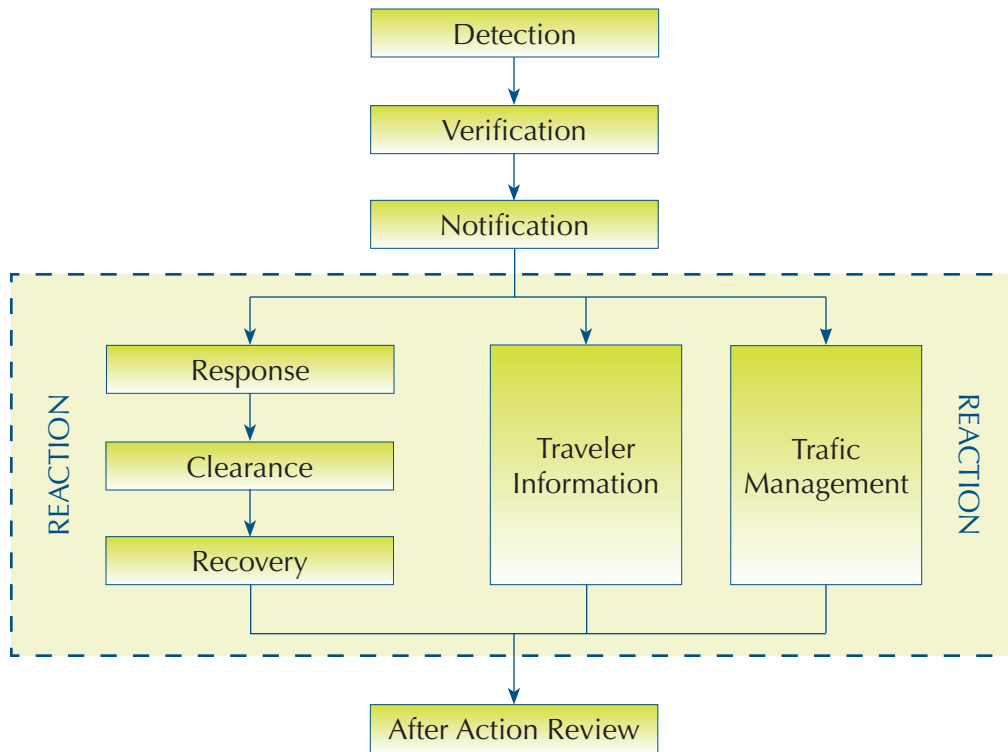 Detection
Verification
Notification
REACTION
Response
Clearance
Recovery
Traveler
Information
Trafic
Management
REACTION
After Action Review